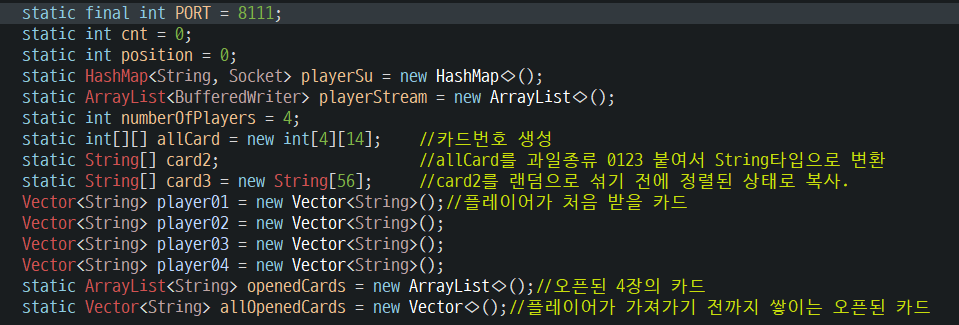 static final int PORT = 8111;
static int cnt = 0;
static int position = 0;
static HashMap<String, Socket> playerSu = new HashMap<>();
static ArrayList<BufferedWriter> playerStream = new ArrayList<>();
static int numberOfPlayers = 4;
static int[][] allCard = new int[4][14];    //카드번호 생성
static String[] card2;                      //allCard를 과일종류 0123 붙여서 String타입으로 변환
static String[] card3 = new String[56];     //card2를 랜덤으로 섞기 전에 정렬된 상태로 복사.
Vector<String> player01 = new Vector<String>();//플레이어가 처음 받을 카드
Vector<String> player02 = new Vector<String>();
Vector<String> player03 = new Vector<String>();
Vector<String> player04 = new Vector<String>();
static ArrayList<String> openedCards = new ArrayList<>();//오픈된 4장의 카드
static Vector<String> allOpenedCards = new Vector<>();//플레이어가 가져가기 전까지 쌓이는 오픈된 카드